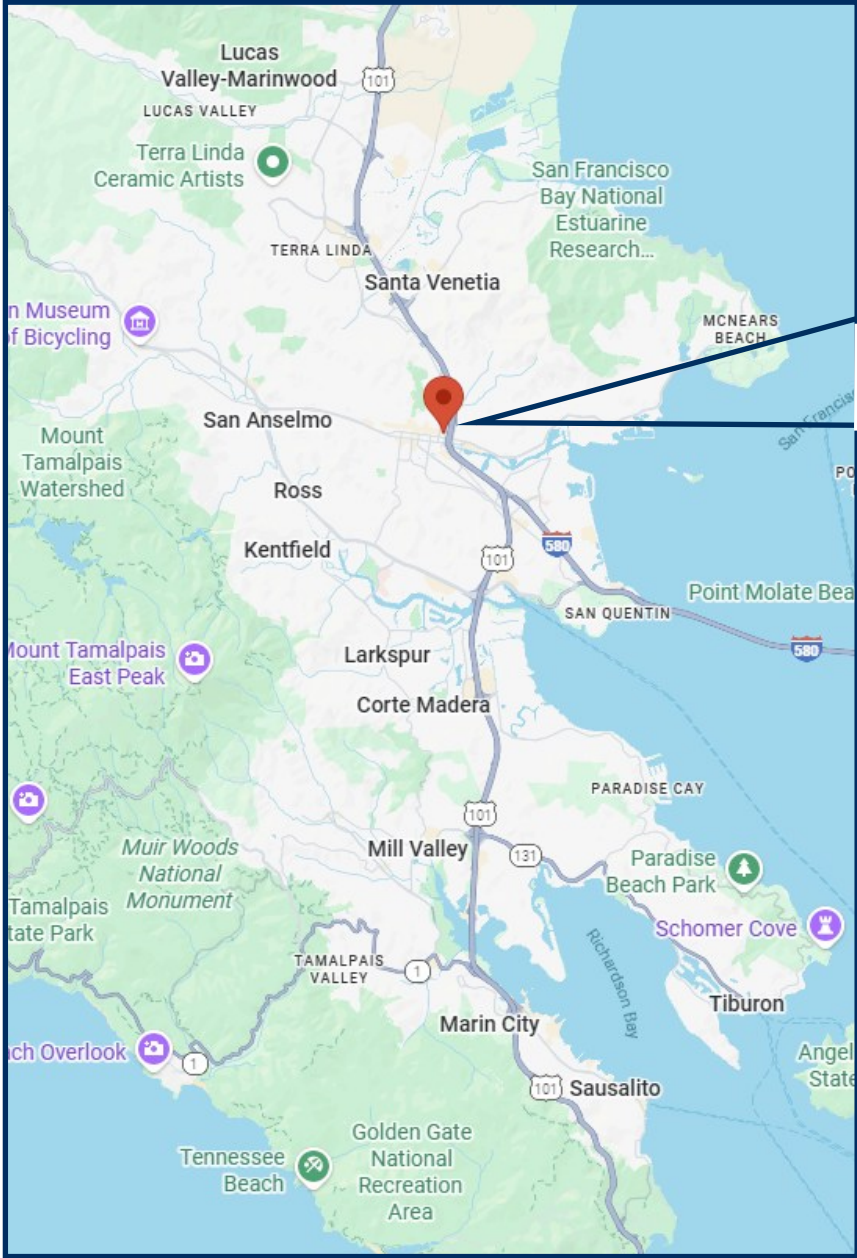 Lucas
Valley-Marinwood
101
LUCAS VALLEY
Terra Linda
Ceramic Artists
San Francisco
Bay National
Estuarine
Research...
TERRA LINDA
Santa Venetia
n Museum
of Bicycling
MCNEARS
BEACH
San Francisc
San Anselmo
Mount
Tamalpais
Watershed
PO
Ross
Kentfield
101
580
Point Molate Bea
SAN QUENTIN
580
Mount Tamalpais
East Peak
Larkspur
Corte Madera
PARADISE CAY
101
Muir Woods
National
Monument
Mill Valley
131
Paradise
Beach Park
Tamalpais
tate Park
Schomer Cove
Richardson Bay
TAMALPAIS
VALLEY
1
Tiburon
Marin City
ach Overlook
1
Angel
State
101
Sausalito
Golden Gate
National
Recreation
Area
Tennessee
Beach